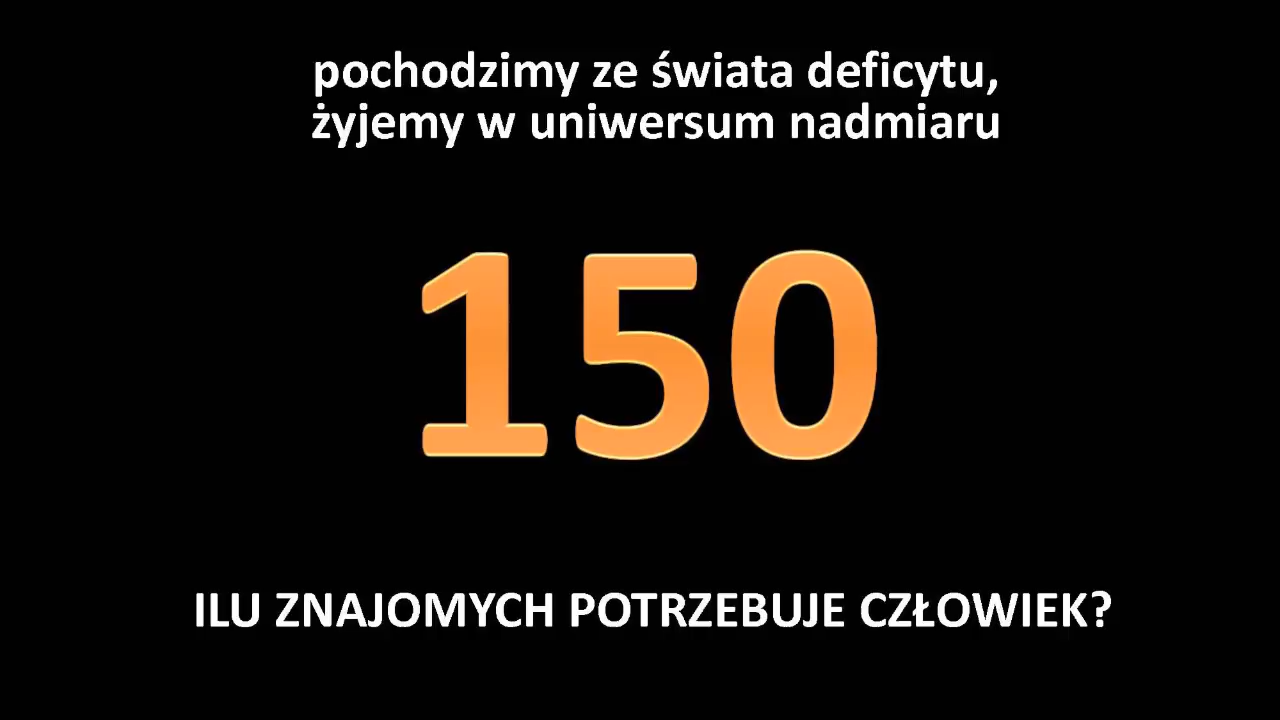 pochodzimy ze świata deficytu,
żyjemy w uniwersum nadmiaru
150
ILU ZNAJOMYCH POTRZEBUJE CZŁOWIEK?